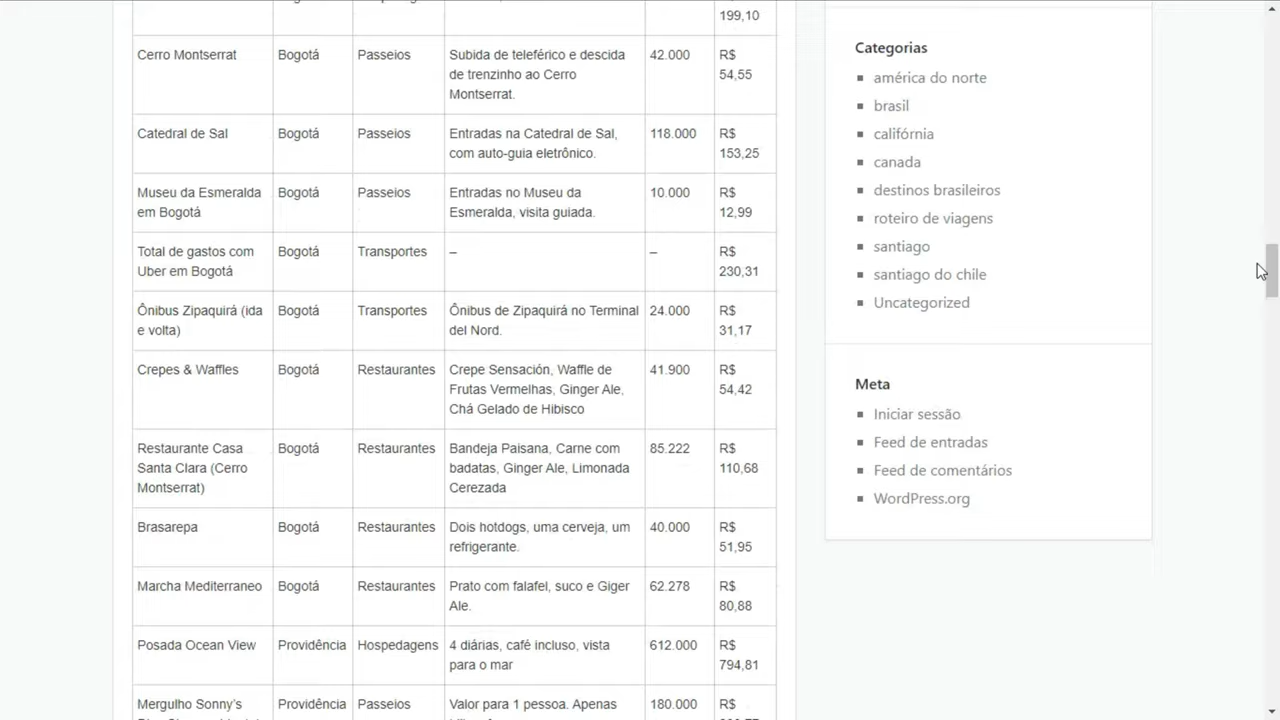 199,10
Cerro Montserrat Bogotá Passeios Subida de teleférico e descida 42.000 R$
de trenzinho ao Cerro 54,55
Montserrat.
Catedral de Sal Bogotá Passeios Entradas na Catedral de Sal, 118.000 R$
com auto-guia eletrônico. 153,25
Museu da Esmeralda Bogotá Passeios Entradas no Museu da 10.000 R$
em Bogotá Esmeralda, visita guiada. 12,99
Total de gastos com Bogotá Transportes – – R$
Uber em Bogotá 230,31
Ônibus Zipaquirá (ida Bogotá Transportes Ônibus de Zipaquirá no Terminal 24.000 R$
e volta) del Nord. 31,17
Crepes & Waffles Bogotá Restaurantes Crepe Sensación, Waffle de 41.900 R$
Frutas Vermelhas, Ginger Ale, 54,42
Chá Gelado de Hibisco
Restaurante Casa Bogotá Restaurantes Bandeja Paisana, Carne com 85.222 R$
Santa Clara (Cerro badatas, Ginger Ale, Limonada 110,68
Montserrat) Cerezada
Brasarepa Bogotá Restaurantes Dois hotdogs, uma cerveja, um 40.000 R$
refrigerante. 51,95
Marcha Mediterraneo Bogotá Restaurantes Prato com falafel, suco e Giger 62.278 R$
Ale. 80,88
Posada Ocean View Providência Hospedagens 4 diárias, café incluso, vista 612.000 R$
para o mar 794,81
Mergulho Sonny's Providência Passeios Valor para 1 pessoa. Apenas 180.000 R$
Categorias
américa do norte
brasil
califórnia
canada
destinos brasileiros
roteiro de viagens
santiago
santiago do chile
Uncategorized
Meta
Iniciar sessão
Feed de entradas
Feed de comentários
WordPress.org